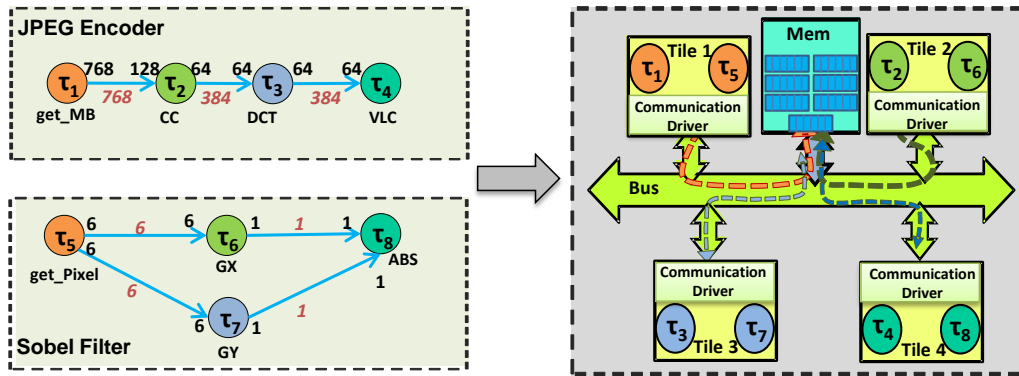 JPEG Encoder
768 128 64 64 64 64
τ1 τ2 τ3 τ4
768 384 384
get_MB CC DCT VLC
6 6 1 1
6 1
τ5 τ6 τ8
6
GX ABS
get_Pixel
6 1 1
τ7
6 1
GY
Sobel Filter
Mem
Tile 1
τ1 τ5
Communication
Driver
Tile 2
τ2 τ6
Communication
Driver
Bus
Communication
Driver
τ3 τ7
Tile 3
Communication
Driver
τ4 τ8
Tile 4